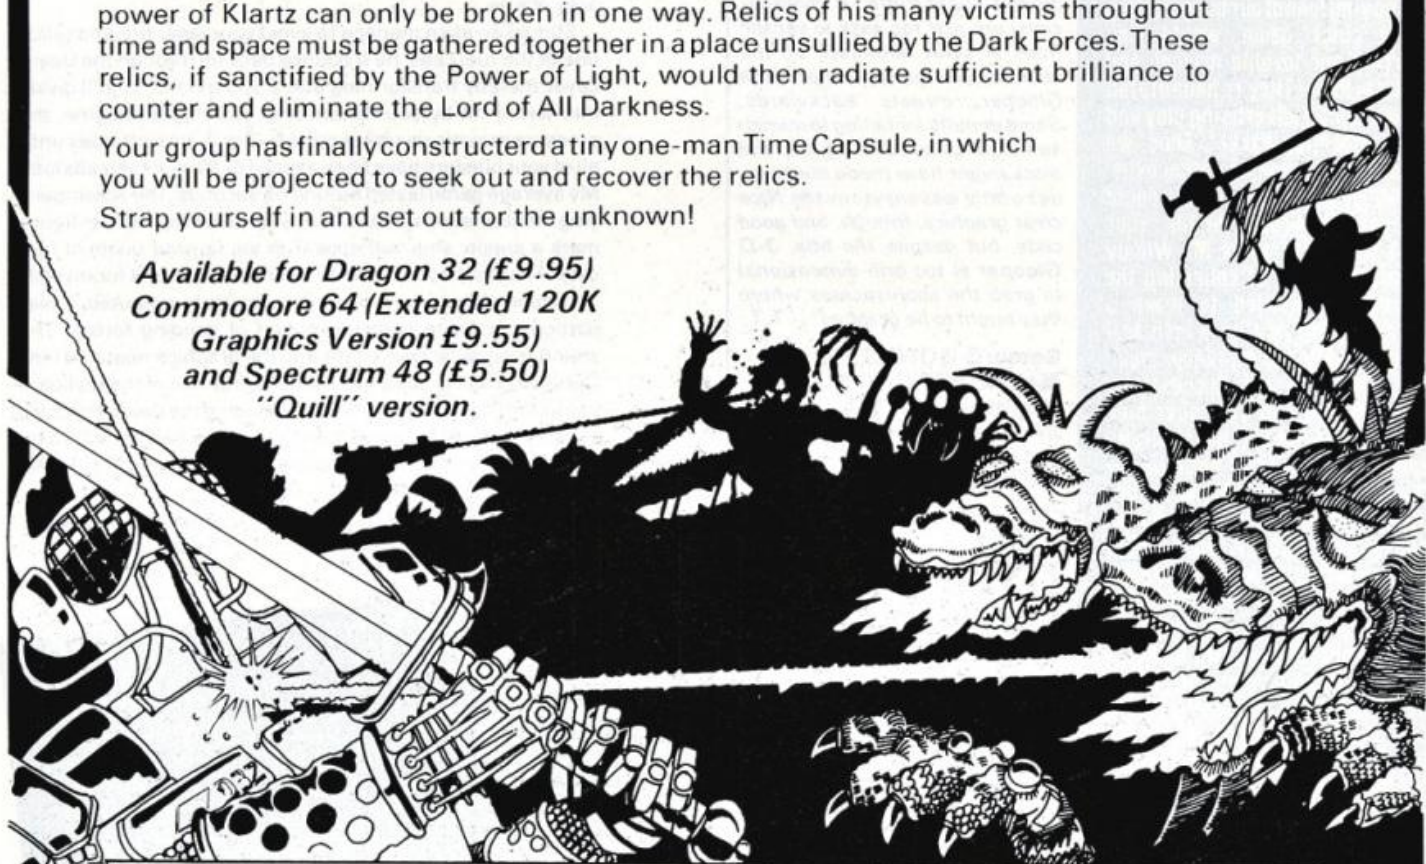 power of Klartz can only be broken in one way. Relics of his many victims throughout
time and space must be gathered together in a place unsullied by the Dark Forces. These
relics, if sanctified by the Power of Light, would then radiate sufficient brilliance to
counter and eliminate the Lord of All Darkness.
Your group has finally constructerd a tiny one-man Time Capsule, in which
you will be projected to seek out and recover the relics.
Strap yourself in and set out for the unknown!
Available for Dragon 32 (£9.95)
Commodore 64 (Extended 120K
Graphics Version £9.55)
and Spectrum 48 (£5.50)
"Quill" version.